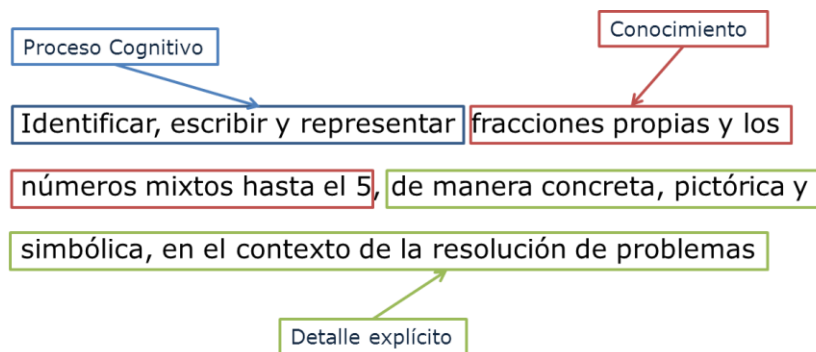 Proceso Cognitivo
Conocimiento
Identificar, escribir y representar fracciones propias y los
números mixtos hasta el 5, de manera concreta, pictórica y
simbólica, en el contexto de la resolución de problemas
Detalle explícito